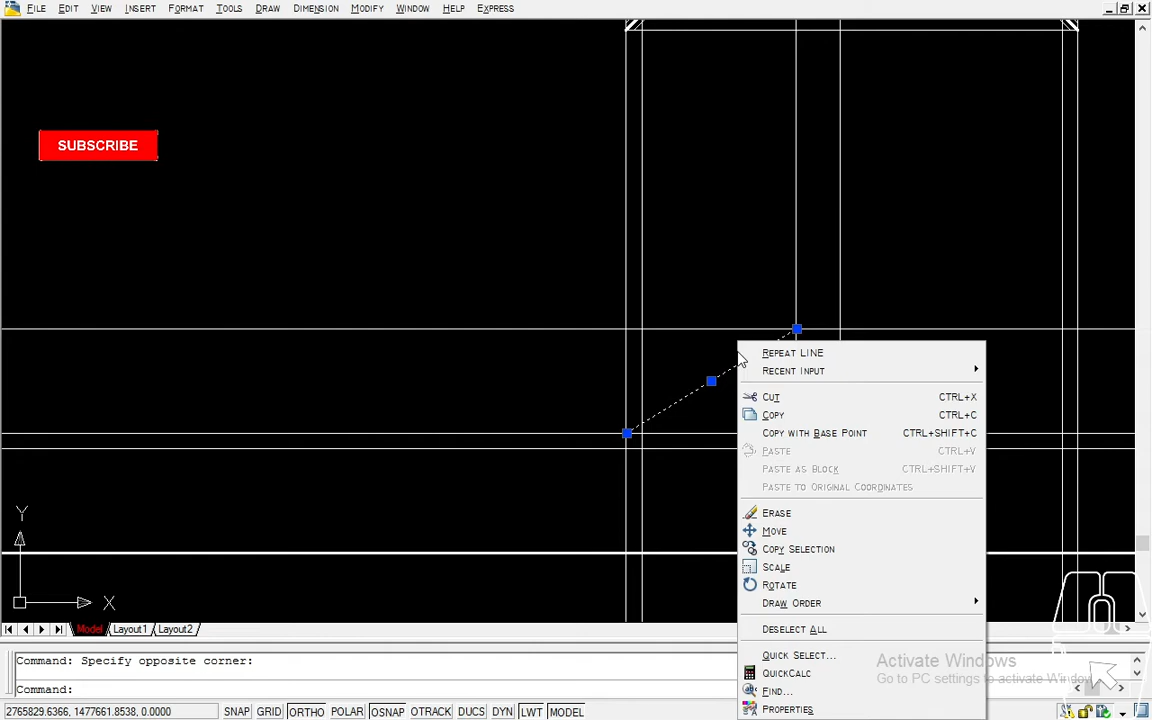 FILE EDIT VIEW INSERT FORMAT TOOLS DRAW DIMENSION MODIFY WINDOW HELP EXPRESS
SUBSCRIBE
REPEAT LINE
RECENT INPUT
CUT CTRL+X
COPY CTRL+C
COPY WITH BASE POINT CTRL+SHIFT+C
PASTE CTRL+V
PASTE AS BLOCK CTRL+SHIFT+V
PASTE TO ORIGINAL COORDINATES
ERASE
MOVE
COPY SELECTION
SCALE
ROTATE
DRAW ORDER
DESELECT ALL
QUICK SELECT...
QUICKCALC
FIND...
PROPERTIES
Y
X
Model Layout1 Layout2
Command: Specify opposite corner:
Command:
Activate Windows
Go to PC settings to activate Windows
2765829.6366, 1477661.8538, 0.0000 SNAP GRID ORTHO POLAR OSNAP OTRACK DUCS DYN LWT MODEL